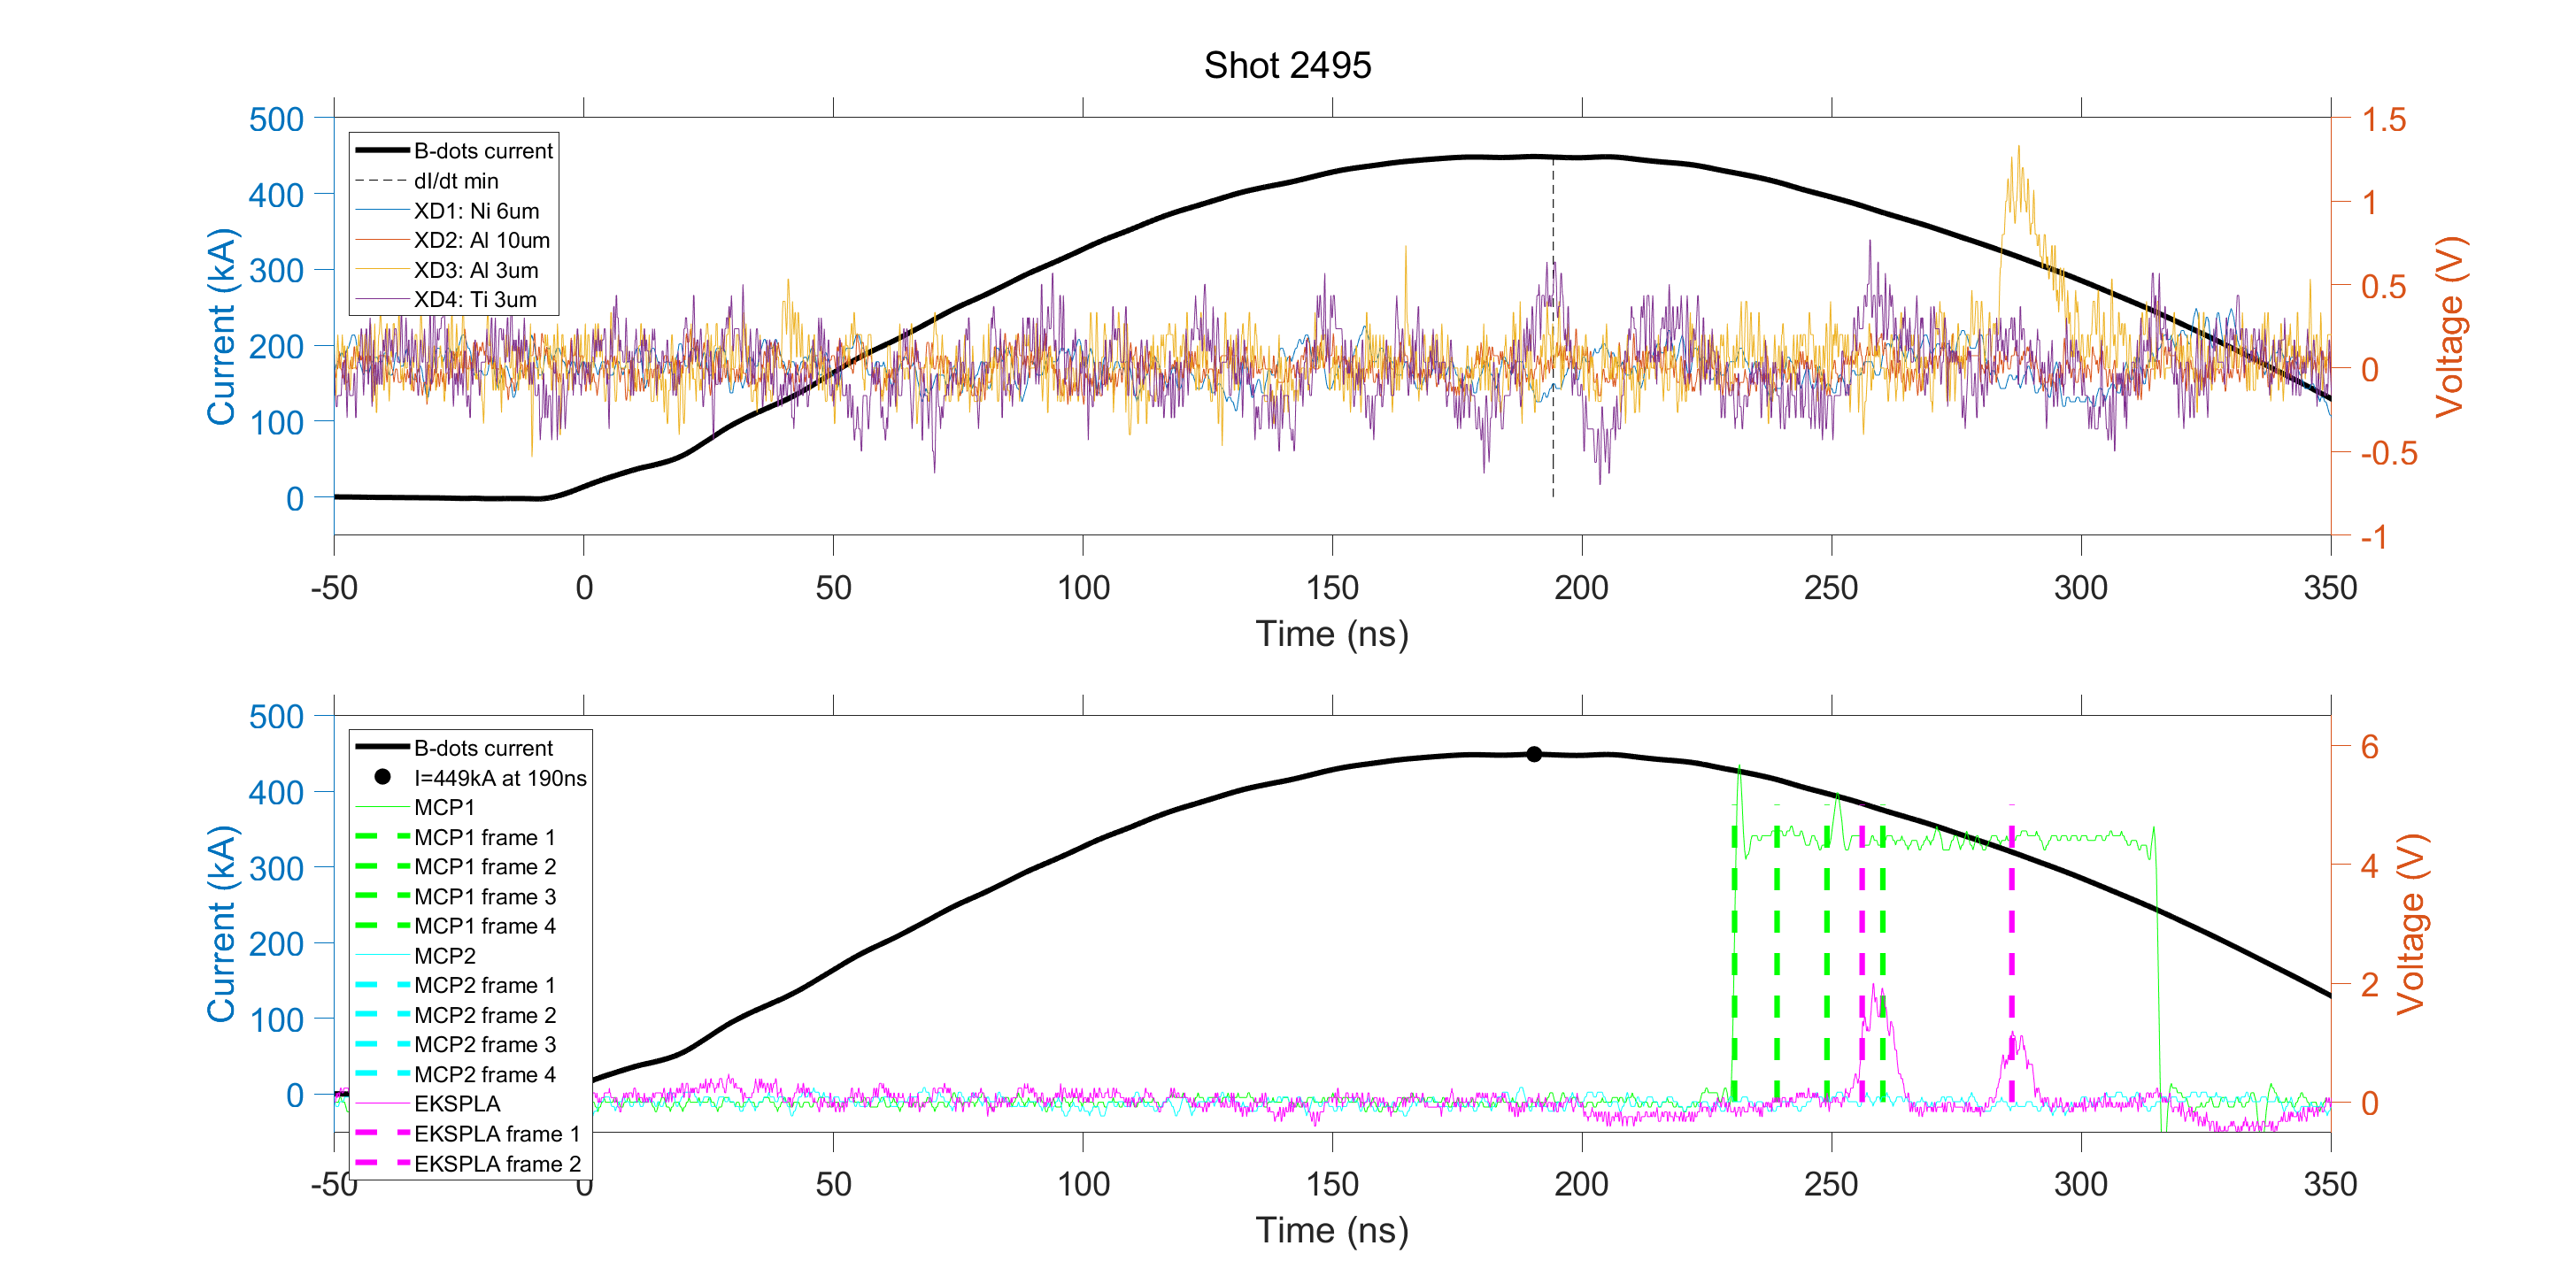 Shot 2495
500
400
300
200
100
0
Current (kA)
B-dots current
dI/dt min
XD1: Ni 6um
XD2: Al 10um
XD3: Al 3um
XD4: Ti 3um
1.5
1
0.5
0
-0.5
-1
Voltage (V)
-50 0 50 100 150 200 250 300 350
Time (ns)
500
400
300
200
100
0
Current (kA)
B-dots current
I=449kA at 190ns
MCP1
MCP1 frame 1
MCP1 frame 2
MCP1 frame 3
MCP1 frame 4
MCP2
MCP2 frame 1
MCP2 frame 2
MCP2 frame 3
MCP2 frame 4
EKSPLA
EKSPLA frame 1
EKSPLA frame 2
6
4
2
0
Voltage (V)
-50 0 50 100 150 200 250 300 350
Time (ns)